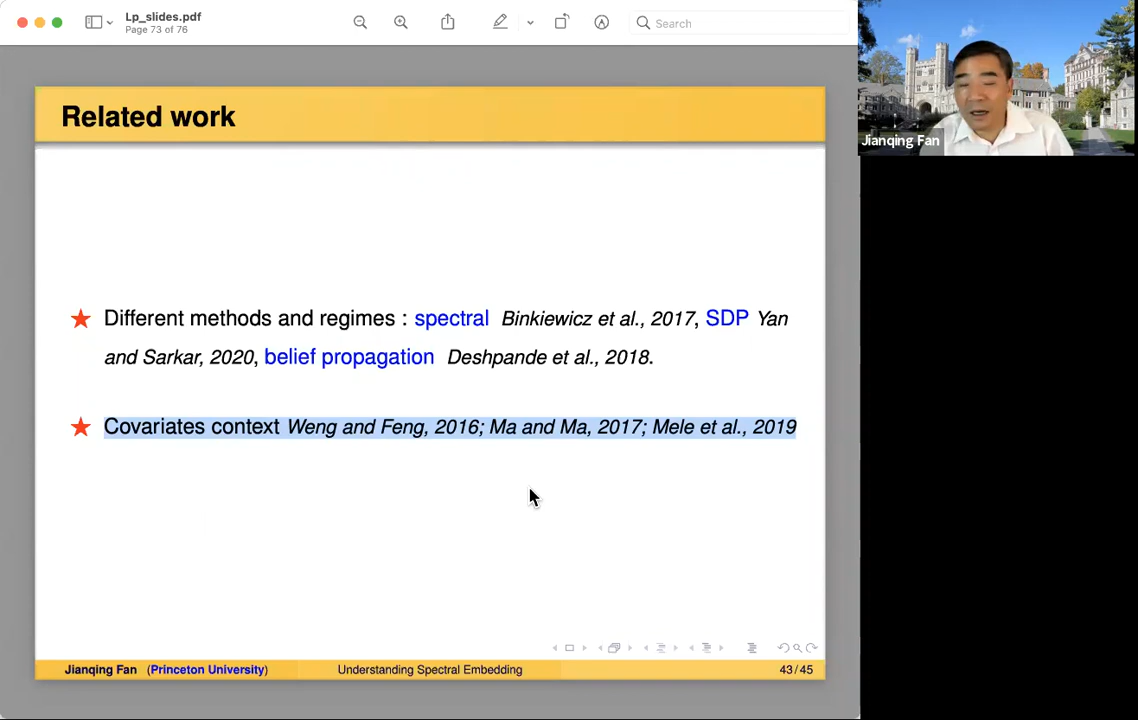 Lp_slides.pdf
Page 73 of 76
Search
Related work
Different methods and regimes : spectral Binkiewicz et al., 2017, SDP Yan
and Sarkar, 2020, belief propagation Deshpande et al., 2018.
Covariates context Weng and Feng, 2016; Ma and Ma, 2017; Mele et al., 2019
Jianqing Fan (Princeton University)
Understanding Spectral Embedding
43/45
Jianqing Fan